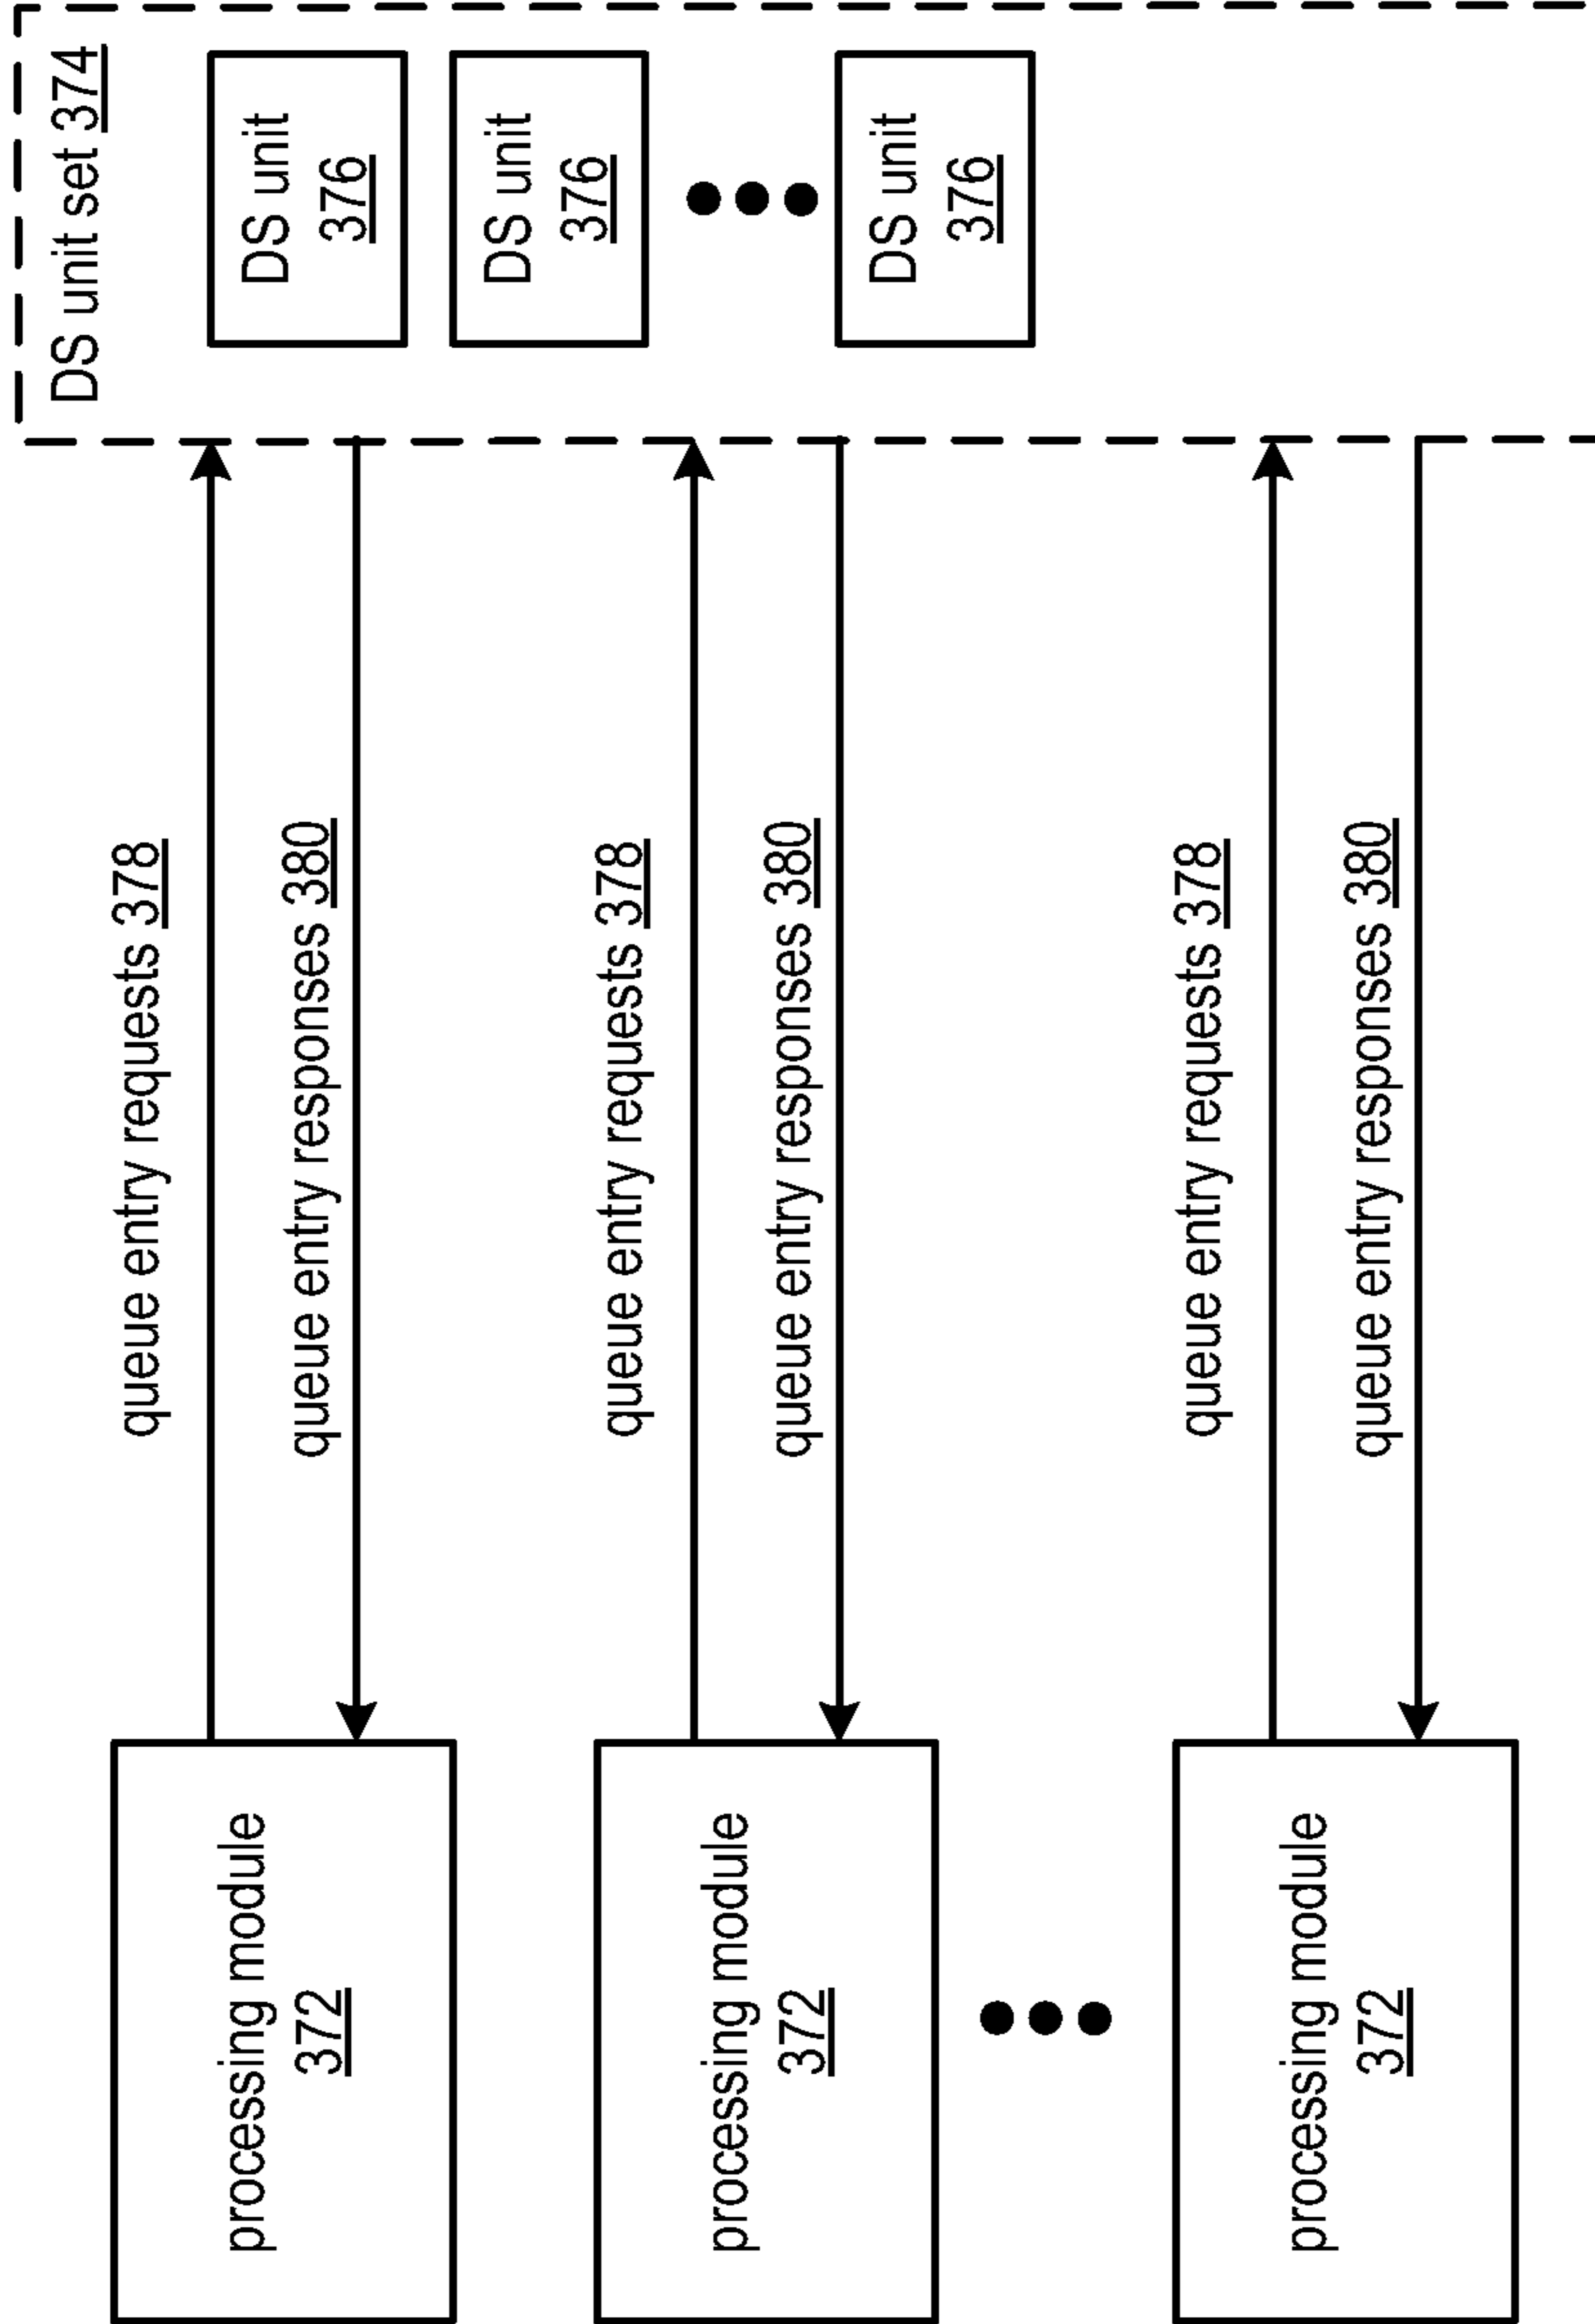 DS unit set 374
DS unit
376
DS unit
376
DS unit
376
queue entry requests 378
queue entry responses 380
queue entry requests 378
queue entry responses 380
queue entry requests 378
queue entry responses 380
processing module
372
processing module
372
processing module
372